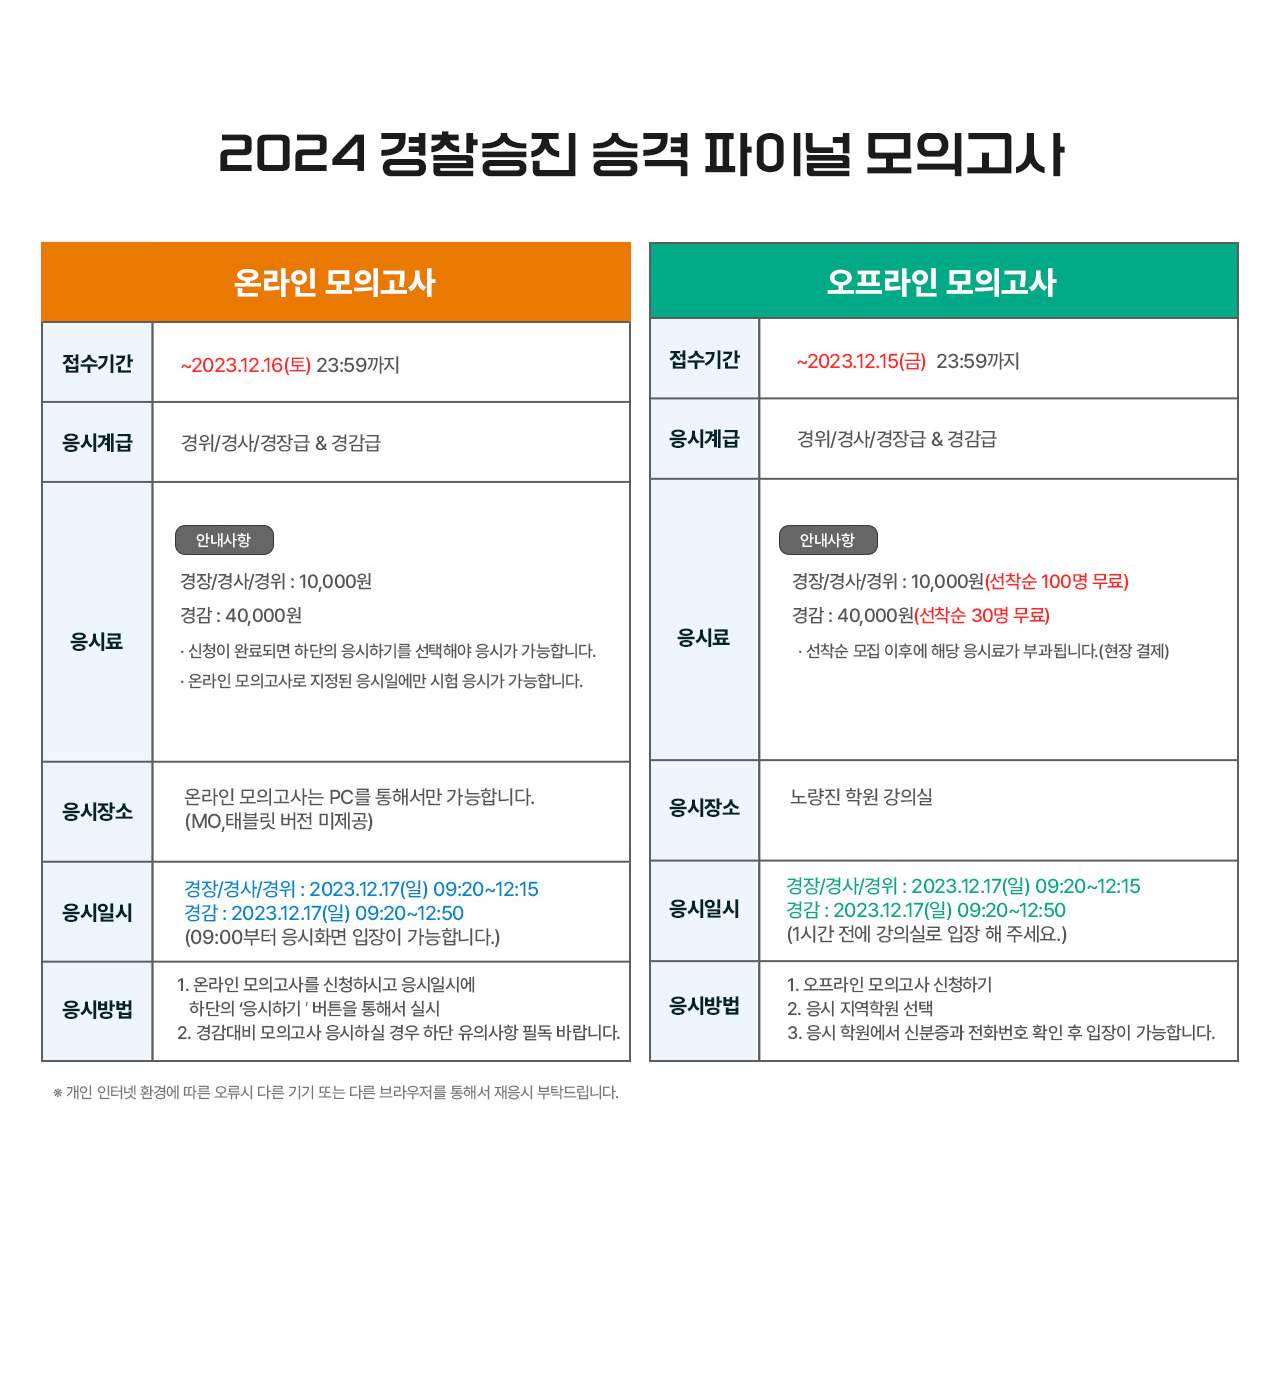 2024 경찰승진 승격 파이널 모의고사
온라인 모의고사
접수기간
~2023.12.16(토) 23:59까지
응시계급
경위/경사/경장급 & 경감급
응시료
안내사항
경장/경사/경위 : 10,000원
경감 : 40,000원
· 신청이 완료되면 하단의 응시하기를 선택해야 응시가 가능합니다.
· 온라인 모의고사로 지정된 응시일에만 시험 응시가 가능합니다.
응시장소
온라인 모의고사는 PC를 통해서만 가능합니다.
(MO,태블릿 버전 미제공)
응시일시
경장/경사/경위 : 2023.12.17(일) 09:20~12:15
경감 : 2023.12.17(일) 09:20~12:50
(09:00부터 응시화면 입장이 가능합니다.)
응시방법
1. 온라인 모의고사를 신청하시고 응시일시에
하단의 ‘응시하기 ' 버튼을 통해서 실시
2. 경감대비 모의고사 응시하실 경우 하단 유의사항 필독 바랍니다.
※ 개인 인터넷 환경에 따른 오류시 다른 기기 또는 다른 브라우저를 통해서 재응시 부탁드립니다.
오프라인 모의고사
접수기간
~2023.12.15(금) 23:59까지
응시계급
경위/경사/경장급 & 경감급
응시료
안내사항
경장/경사/경위 : 10,000원(선착순 100명 무료)
경감 : 40,000원(선착순 30명 무료)
· 선착순 모집 이후에 해당 응시료가 부과됩니다.(현장 결제)
응시장소
노량진 학원 강의실
응시일시
경장/경사/경위 : 2023.12.17(일) 09:20~12:15
경감 : 2023.12.17(일) 09:20~12:50
(1시간 전에 강의실로 입장 해 주세요.)
응시방법
1. 오프라인 모의고사 신청하기
2. 응시 지역학원 선택
3. 응시 학원에서 신분증과 전화번호 확인 후 입장이 가능합니다.